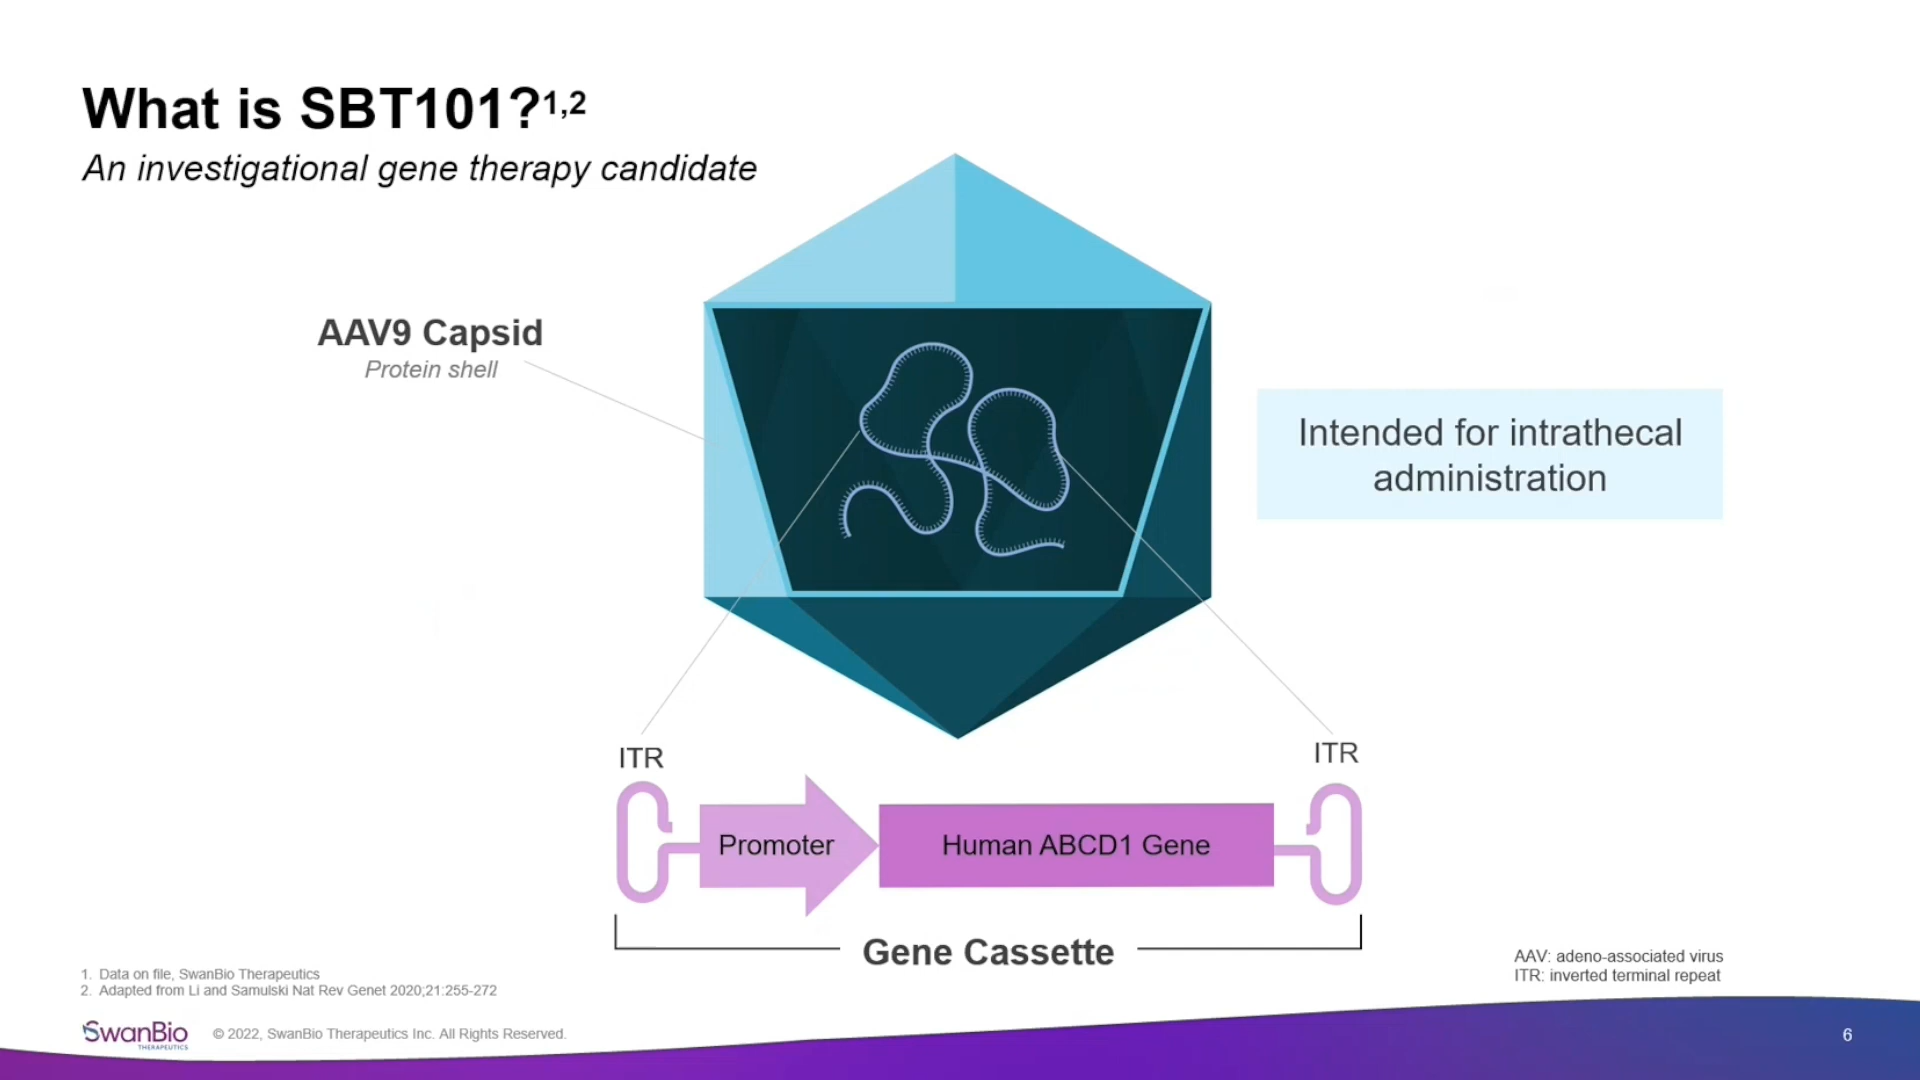 What is SBT101?1,2
An investigational gene therapy candidate
AAV9 Capsid
Protein shell
Intended for intrathecal
administration
ITR
ITR
Promoter
Human ABCD1 Gene
Gene Cassette
AAV: adeno-associated virus
ITR: inverted terminal repeat
1. Data on file, SwanBio Therapeutics
2. Adapted from Li and Samulski Nat Rev Genet 2020;21:255-272
SwanBio
THERAPEUTICS
© 2022, SwanBio Therapeutics Inc. All Rights Reserved.
6